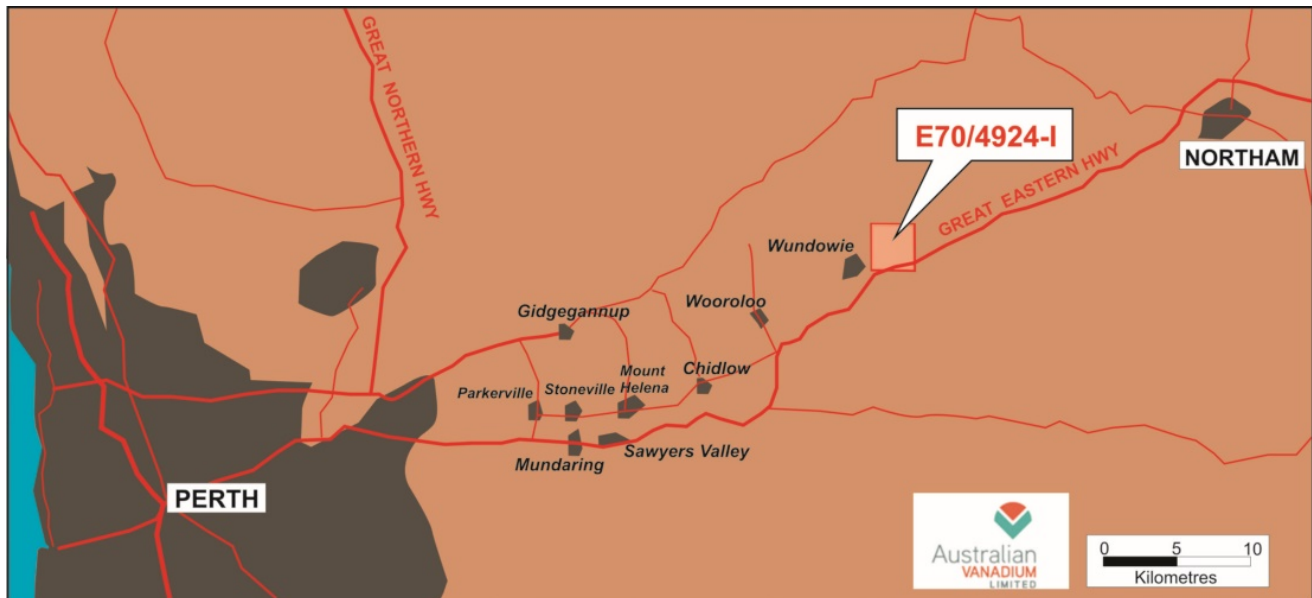 GREAT NORTHERN HWY
E70/4924-I
NORTHAM
GREAT EASTERN HWY
Wundowie
Wooroloo
Gidgegannup
Chidlow
Mount
Helena
Stoneville
Parkerville
Sawyers Valley
Mundaring
PERTH
Australian
VANADIUM
LIMITED
0 5 10
Kilometres